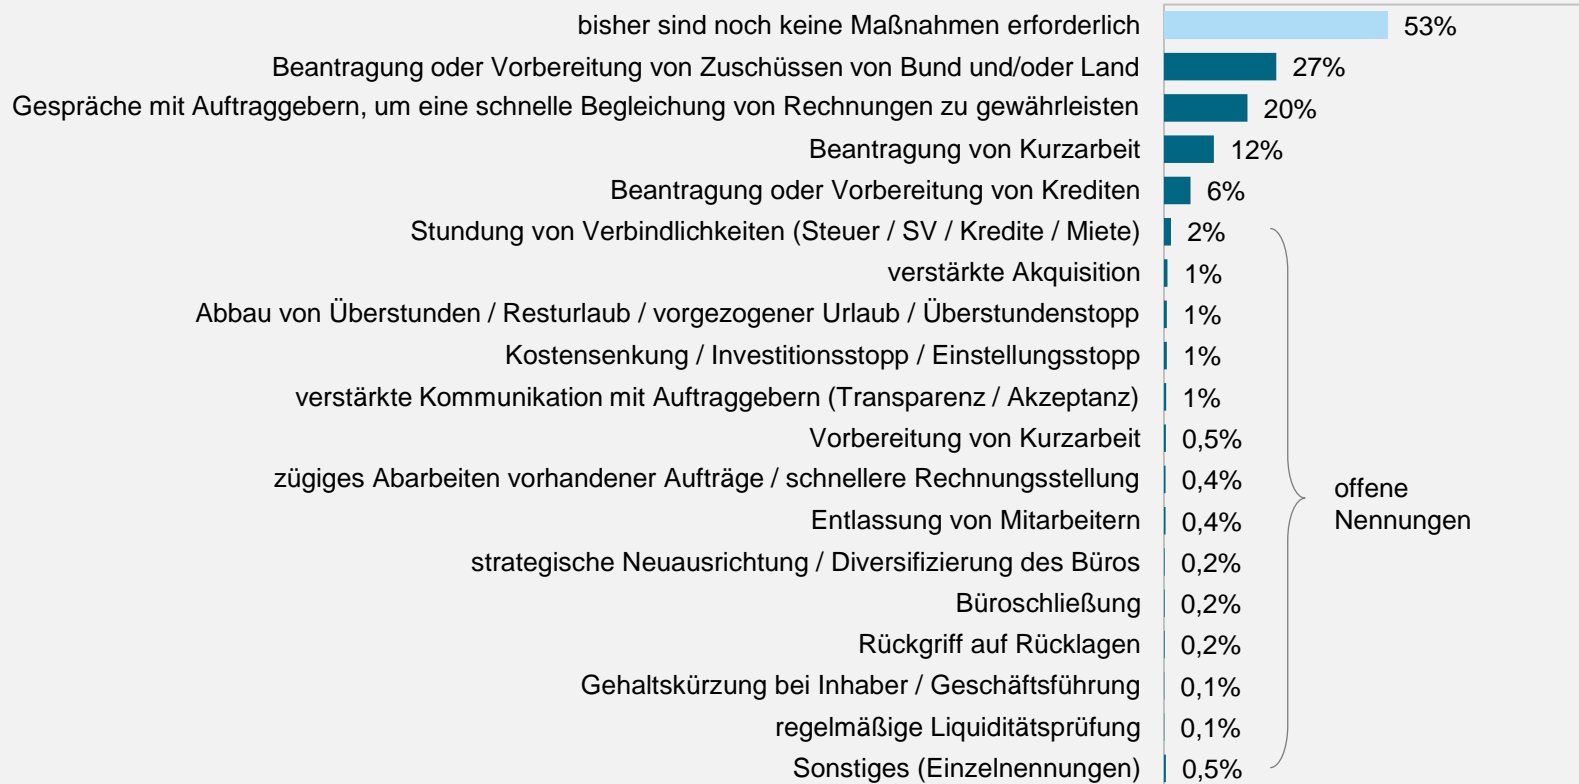 bisher sind noch keine Maßnahmen erforderlich 53%
Beantragung oder Vorbereitung von Zuschüssen von Bund und/oder Land 27%
Gespräche mit Auftraggebern, um eine schnelle Begleichung von Rechnungen zu gewährleisten 20%
Beantragung von Kurzarbeit 12%
Beantragung oder Vorbereitung von Krediten 6%
Stundung von Verbindlichkeiten (Steuer / SV / Kredite / Miete) 2%
verstärkte Akquisition 1%
Abbau von Überstunden / Resturlaub / vorgezogener Urlaub / Überstundenstopp 1%
Kostensenkung / Investitionsstopp / Einstellungsstopp 1%
verstärkte Kommunikation mit Auftraggebern (Transparenz / Akzeptanz) 1%
Vorbereitung von Kurzarbeit 0,5%
zügiges Abarbeiten vorhandener Aufträge / schnellere Rechnungsstellung 0,4%
Entlassung von Mitarbeitern 0,4%
strategische Neuausrichtung / Diversifizierung des Büros 0,2%
Büroschließung 0,2%
Rückgriff auf Rücklagen 0,2%
Gehaltskürzung bei Inhaber / Geschäftsführung 0,1%
regelmäßige Liquiditätsprüfung 0,1%
Sonstiges (Einzelnennungen) 0,5%
offene
Nennungen